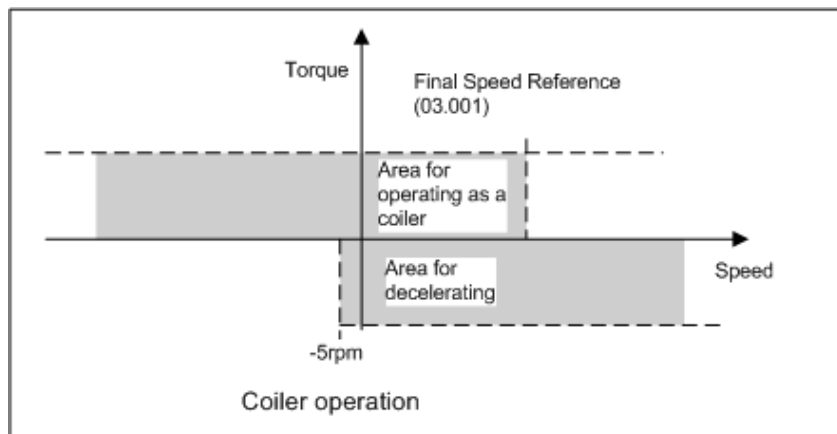 Torque
Final Speed Reference
(03.001)
Area for
operating as a
coiler
Area for
decelerating
Speed
-5rpm
Coiler operation